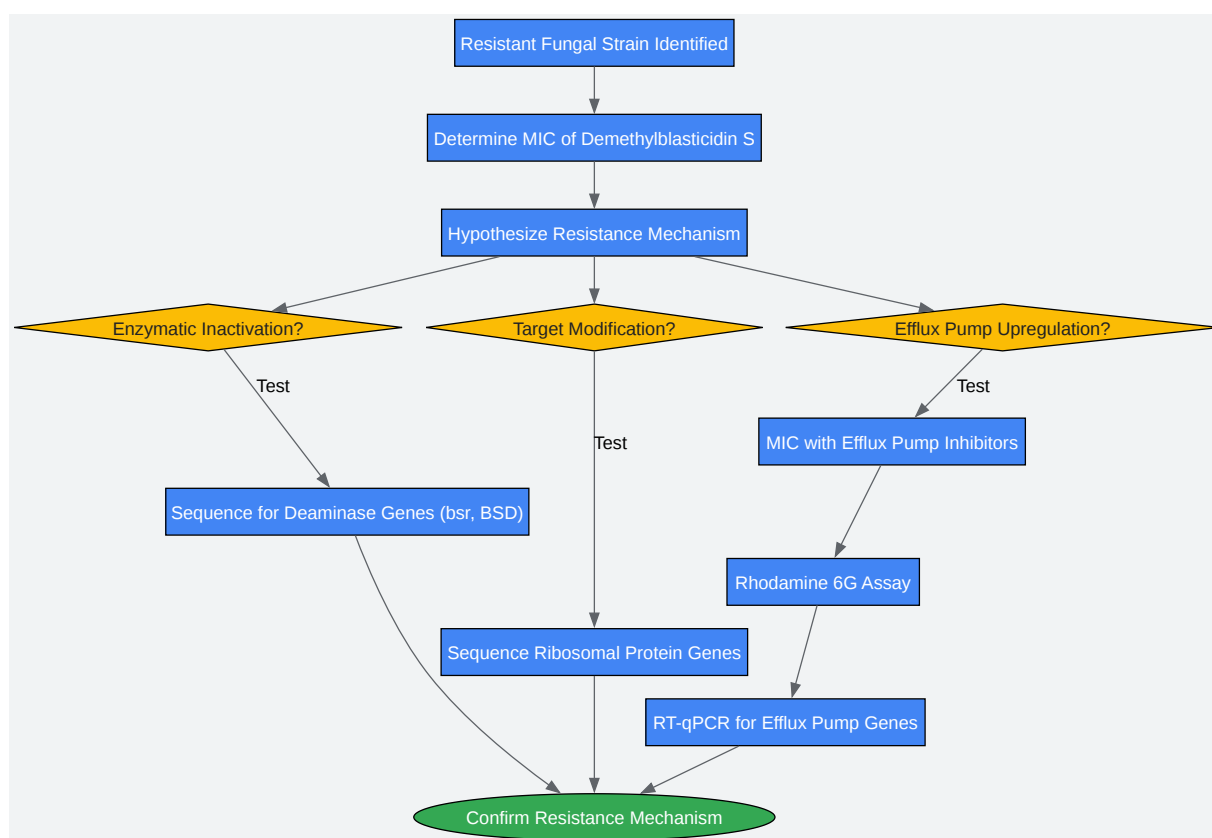 Resistant Fungal Strain Identified
Determine MIC of Demethylblasticidin S
Hypothesize Resistance Mechanism
Enzymatic Inactivation?
Target Modification?
Efflux Pump Upregulation?
Test
Test
MIC with Efflux Pump Inhibitors
Test
Sequence for Deaminase Genes (bsr, BSD)
Rhodamine 6G Assay
Sequence Ribosomal Protein Genes
RT-qPCR for Efflux Pump Genes
Confirm Resistance Mechanism